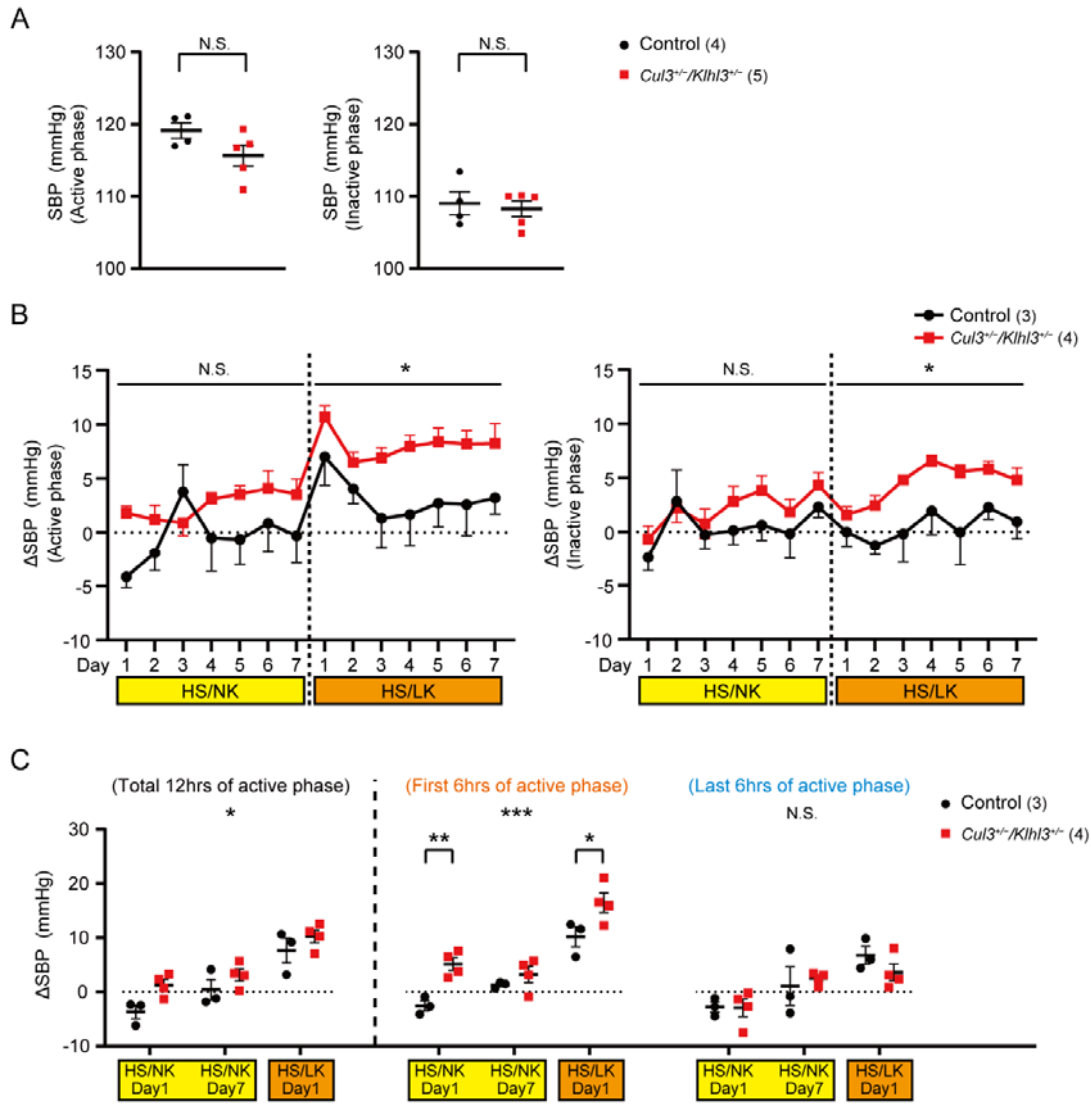 A
N.S.
N.S.
Control (4)
Cul3+/−/Klhl3+/− (5)
130
120
110
100
SBP (mmHg)
(Active phase)
130
120
110
100
SBP (mmHg)
(Inactive phase)
B
Control (3)
Cul3+/−/Klhl3+/− (4)
N.S.
*
15
10
5
0
-5
-10
ΔSBP (mmHg)
(Active phase)
Day 1 2 3 4 5 6 7 1 2 3 4 5 6 7
HS/NK
HS/LK
N.S.
*
15
10
5
0
-5
-10
ΔSBP (mmHg)
(Inactive phase)
Day 1 2 3 4 5 6 7 1 2 3 4 5 6 7
HS/NK
HS/LK
C
(Total 12hrs of active phase)
*
(First 6hrs of active phase)
***
**
*
(Last 6hrs of active phase)
N.S.
Control (3)
Cul3+/−/Klhl3+/− (4)
30
20
10
0
-10
ΔSBP (mmHg)
HS/NK
Day1
HS/NK
Day7
HS/LK
Day1
HS/NK
Day1
HS/NK
Day7
HS/LK
Day1
HS/NK
Day1
HS/NK
Day7
HS/LK
Day1